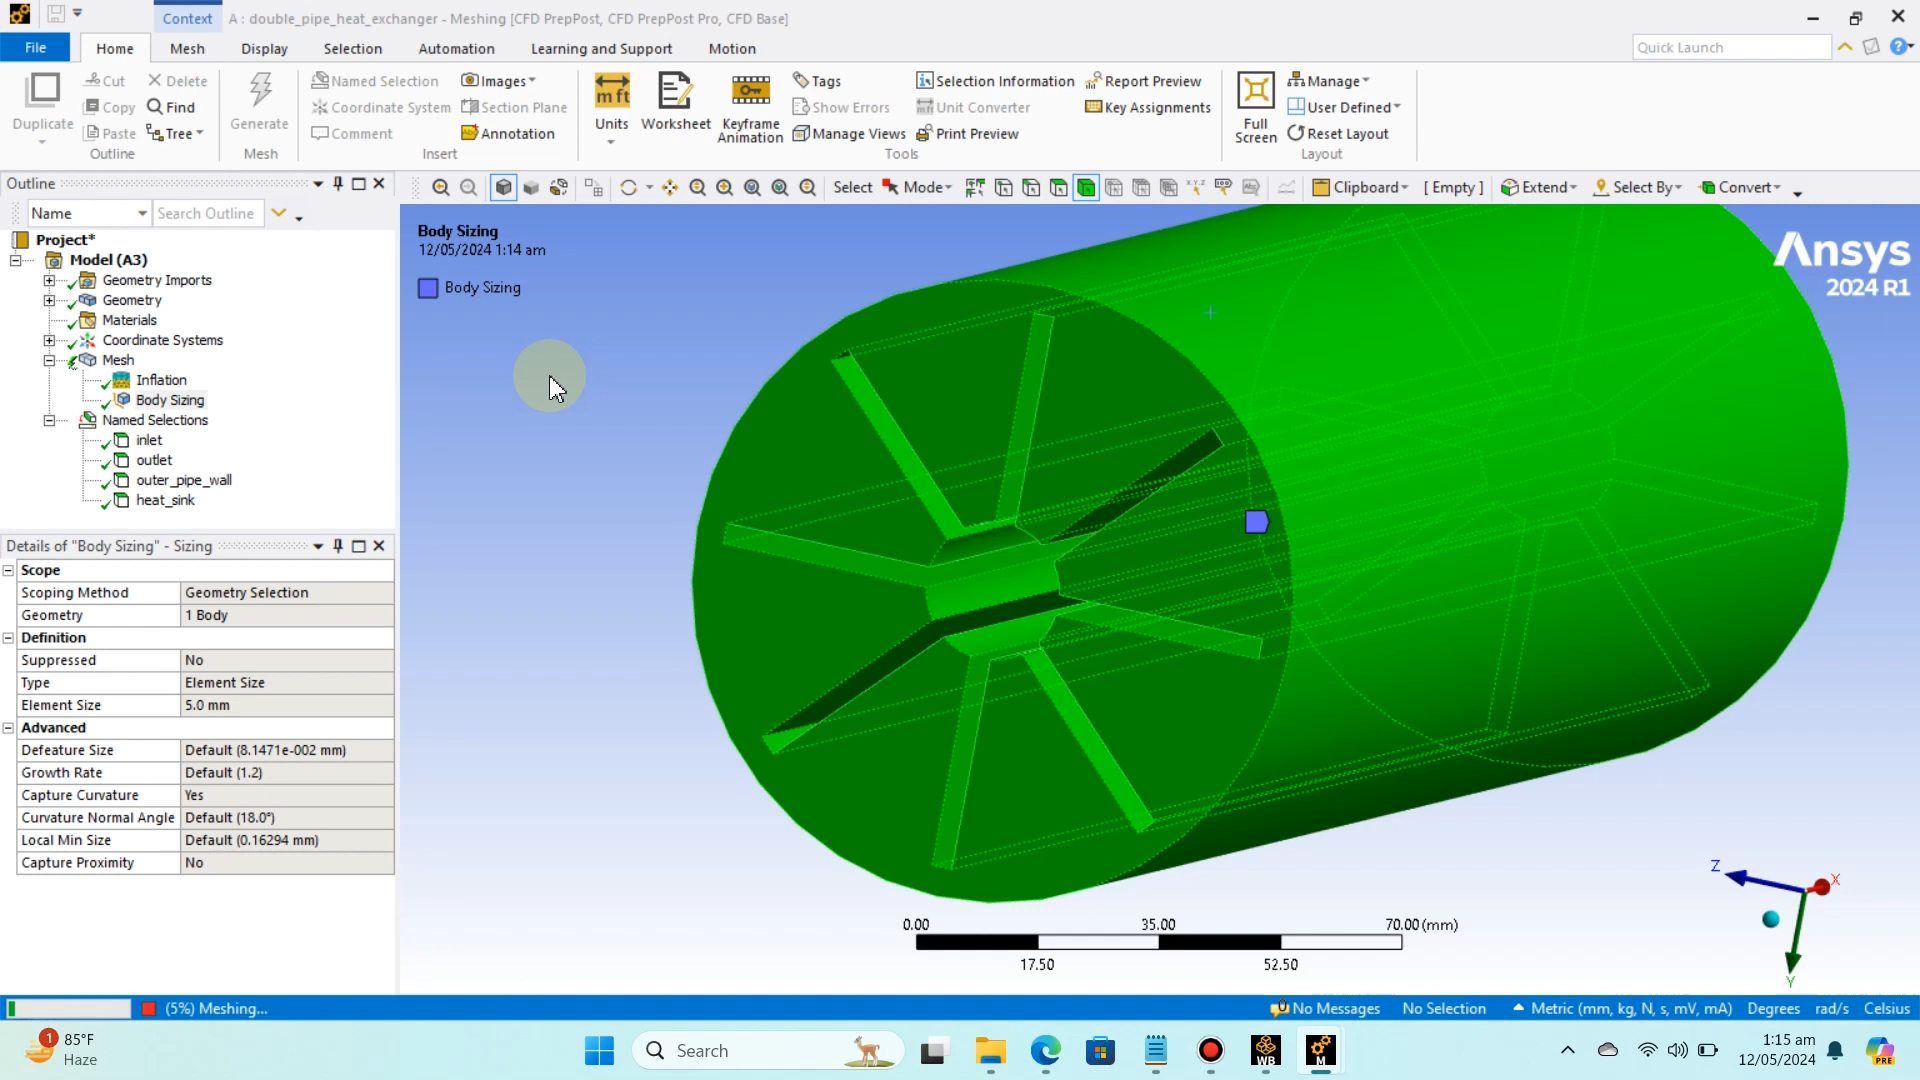 Context
A : double_pipe_heat_exchanger - Meshing [CFD PrepPost, CFD PrepPost Pro, CFD Base]
File
Home
Mesh
Display
Selection
Automation
Learning and Support
Motion
Quick Launch
Duplicate
Cut
Delete
Copy
Find
Paste
Tree
Outline
Generate
Mesh
Named Selection
Images
Coordinate System
Section Plane
Comment
Annotation
Insert
Units
Worksheet
Keyframe
Animation
Tags
Show Errors
Manage Views
Selection Information
Unit Converter
Print Preview
Report Preview
Key Assignments
Tools
Full
Screen
Manage
User Defined
Reset Layout
Layout
Outline
Select
Mode
Clipboard
[ Empty ]
Extend
Select By
Convert
Name
Search Outline
Project*
Model (A3)
Geometry Imports
Geometry
Materials
Coordinate Systems
Mesh
Inflation
Body Sizing
Named Selections
inlet
outlet
outer_pipe_wall
heat_sink
Details of "Body Sizing" - Sizing
Scope
Scoping Method Geometry Selection
Geometry 1 Body
Definition
Suppressed No
Type Element Size
Element Size 5.0 mm
Advanced
Defeature Size Default (8.1471e-002 mm)
Growth Rate Default (1.2)
Capture Curvature Yes
Curvature Normal Angle Default (18.0°)
Local Min Size Default (0.16294 mm)
Capture Proximity No
Body Sizing
12/05/2024 1:14 am
Body Sizing
Ansys
2024 R1
Z
X
Y
0.00 35.00 70.00 (mm)
17.50 52.50
(5%) Meshing...
No Messages
No Selection
Metric (mm, kg, N, s, mV, mA)
Degrees
rad/s
Celsius
1
85°F
Haze
Search
WB
M
1:15 am
12/05/2024
PRE